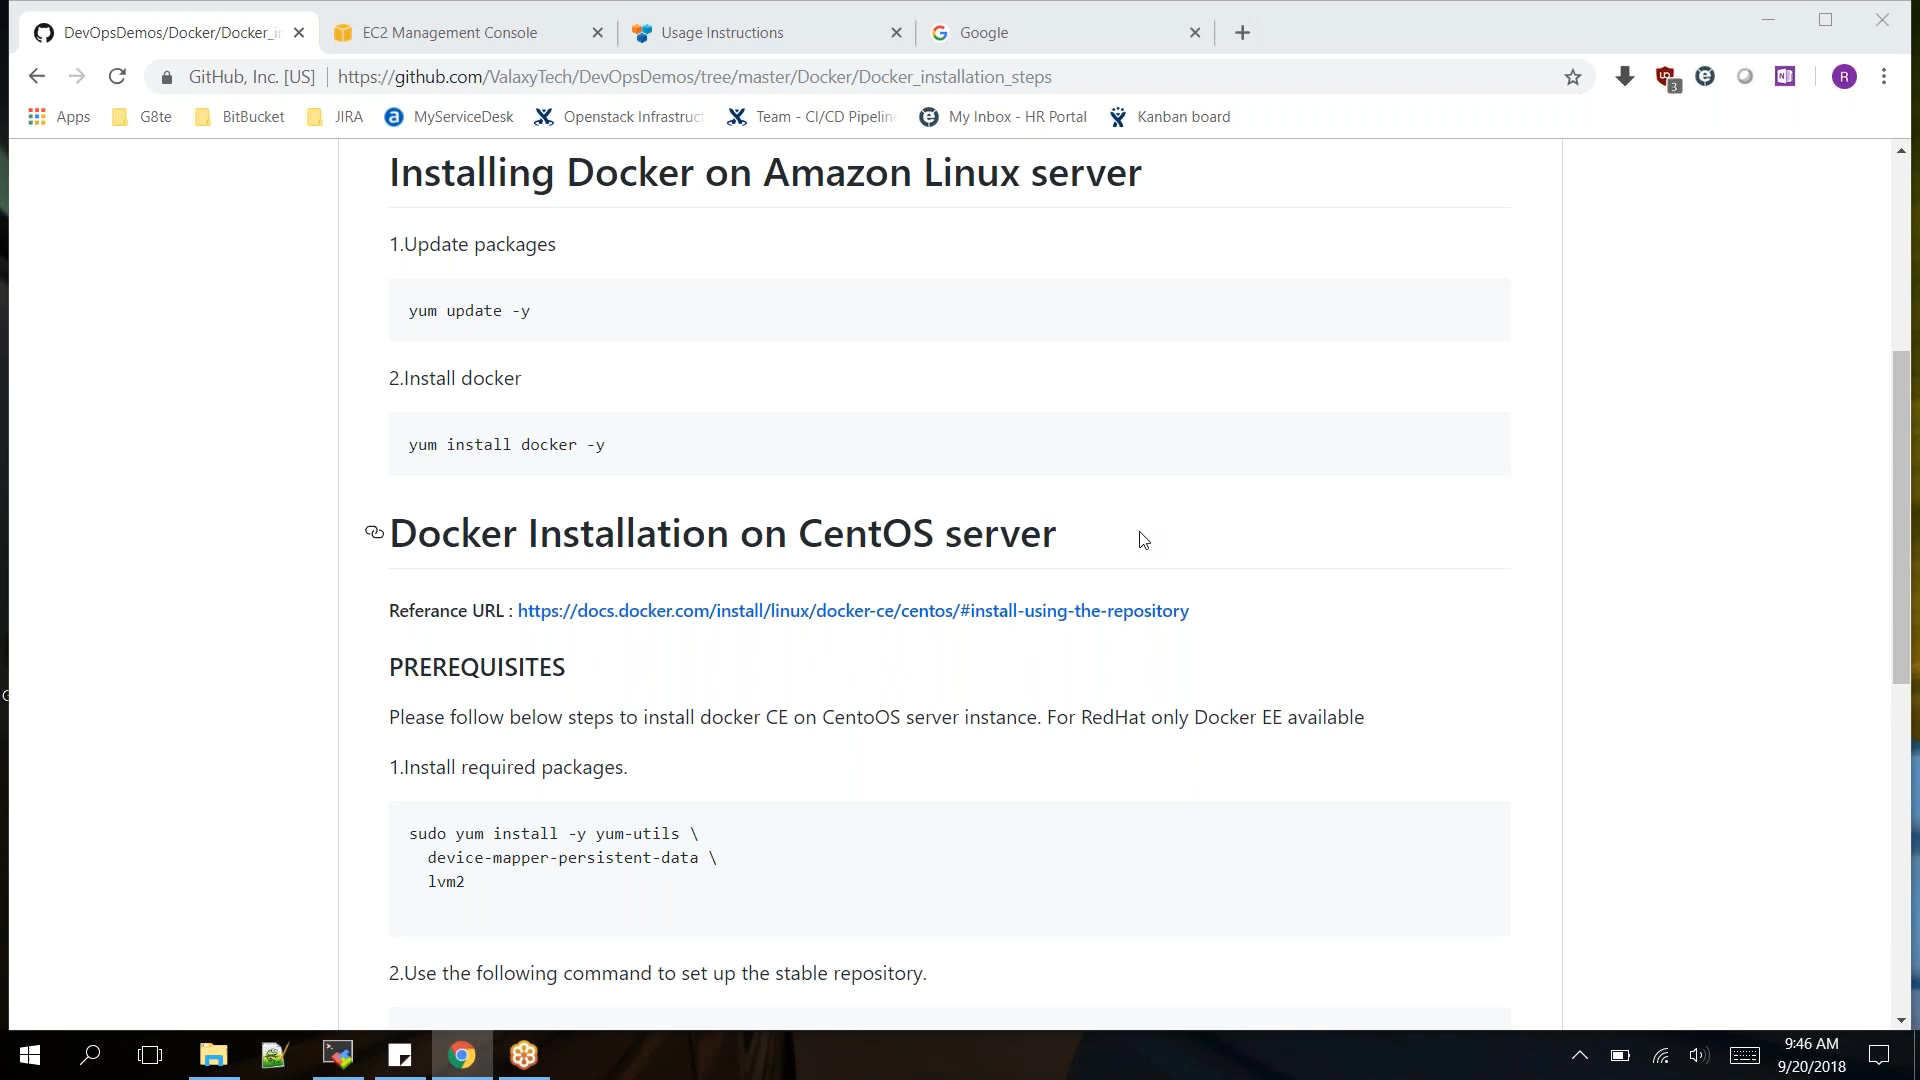 DevOpsDemos/Docker/Docker_i
EC2 Management Console
Usage Instructions
Google
GitHub, Inc. [US]
https://github.com/ValaxyTech/DevOpsDemos/tree/master/Docker/Docker_installation_steps
3
R
Apps
G8te
BitBucket
JIRA
MyServiceDesk
Openstack Infrastruct
Team - CI/CD Pipelin
My Inbox - HR Portal
Kanban board
Installing Docker on Amazon Linux server
1.Update packages
yum update -y
2.Install docker
yum install docker -y
Docker Installation on CentOS server
Referance URL : https://docs.docker.com/install/linux/docker-ce/centos/#install-using-the-repository
PREREQUISITES
Please follow below steps to install docker CE on CentoOS server instance. For RedHat only Docker EE available
1.Install required packages.
sudo yum install -y yum-utils \
device-mapper-persistent-data \
lvm2
2.Use the following command to set up the stable repository.
9:46 AM
9/20/2018